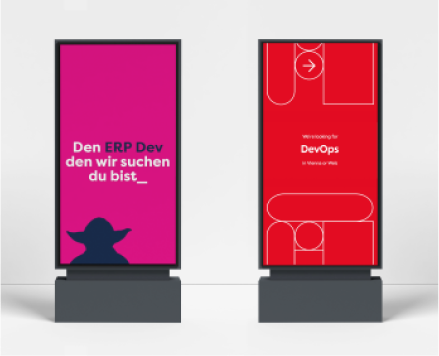 Den ERP Dev
den wir suchen
du bist_
We're looking for
DevOps
in Vienna or Wels